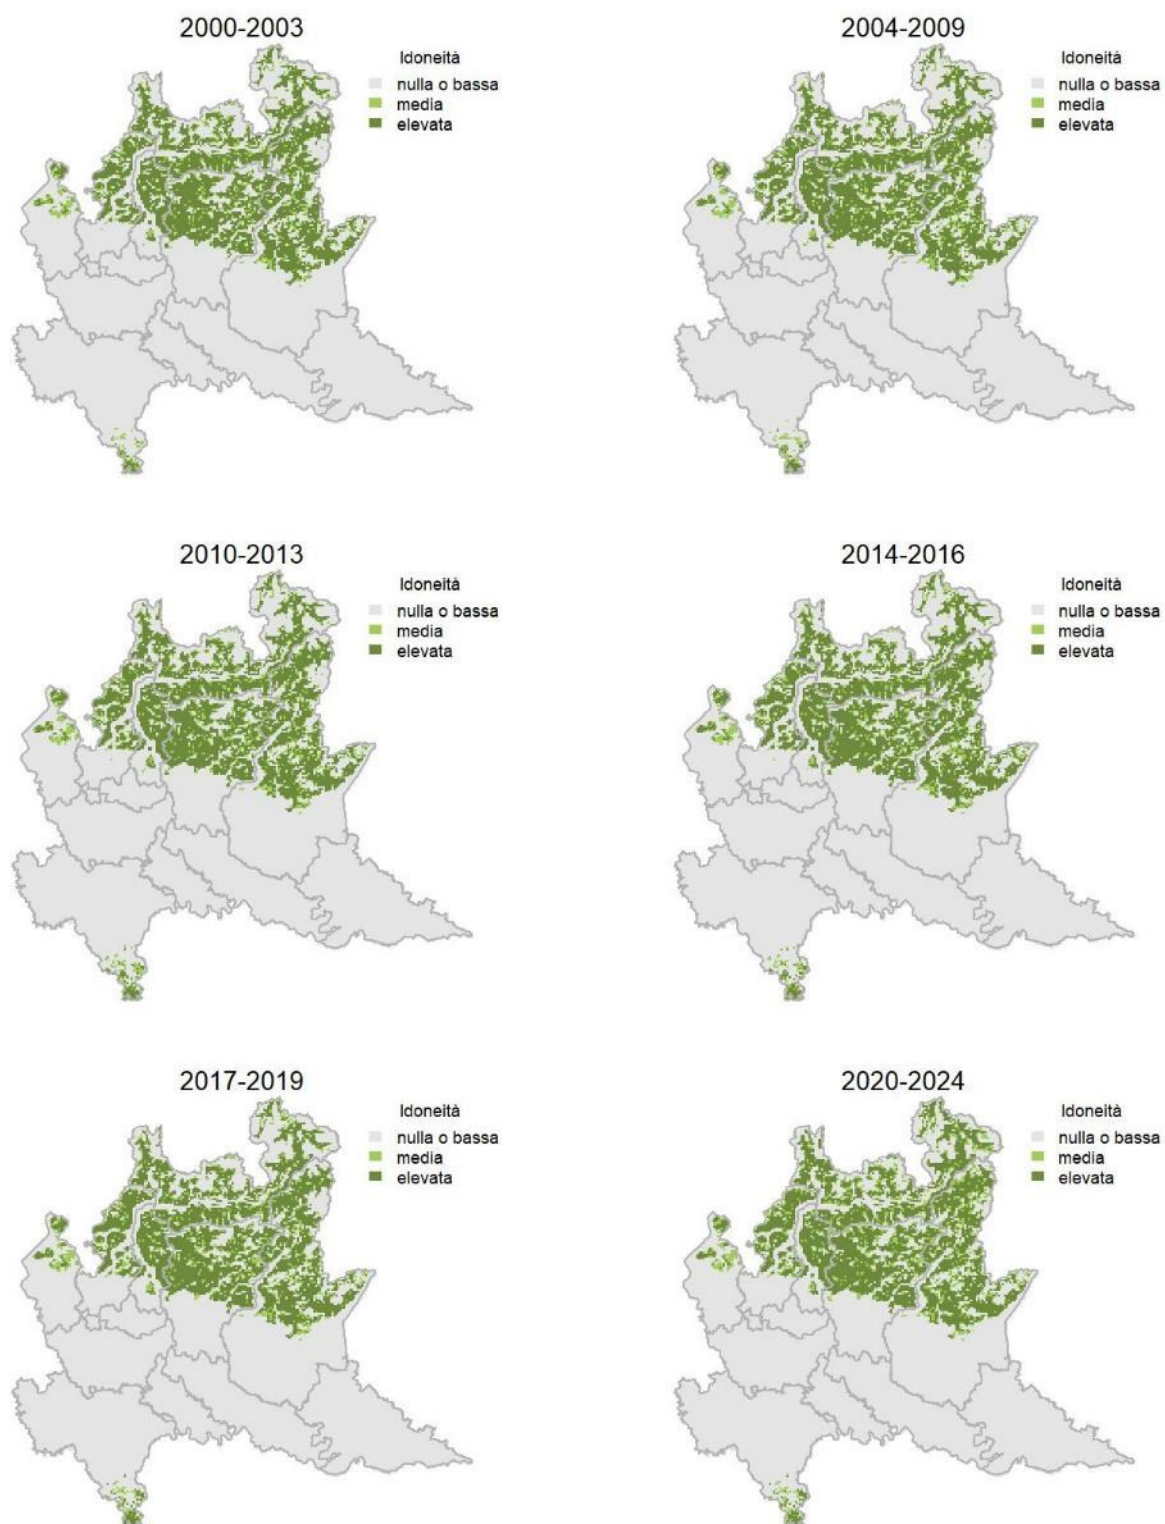 2000-2003
Idoneità
nulla o bassa
media
elevata
2004-2009
Idoneità
nulla o bassa
media
elevata
2010-2013
Idoneità
nulla o bassa
media
elevata
2014-2016
Idoneità
nulla o bassa
media
elevata
2017-2019
Idoneità
nulla o bassa
media
elevata
2020-2024
Idoneità
nulla o bassa
media
elevata